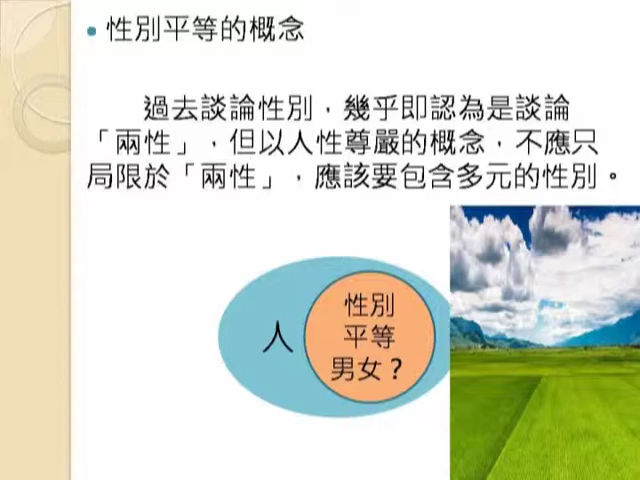 性別平等的概念
過去談論性別，幾乎即認為是談論
「兩性」，但以人性尊嚴的概念，不應只
局限於「兩性」，應該要包含多元的性別。
人
性別
平等
男女？